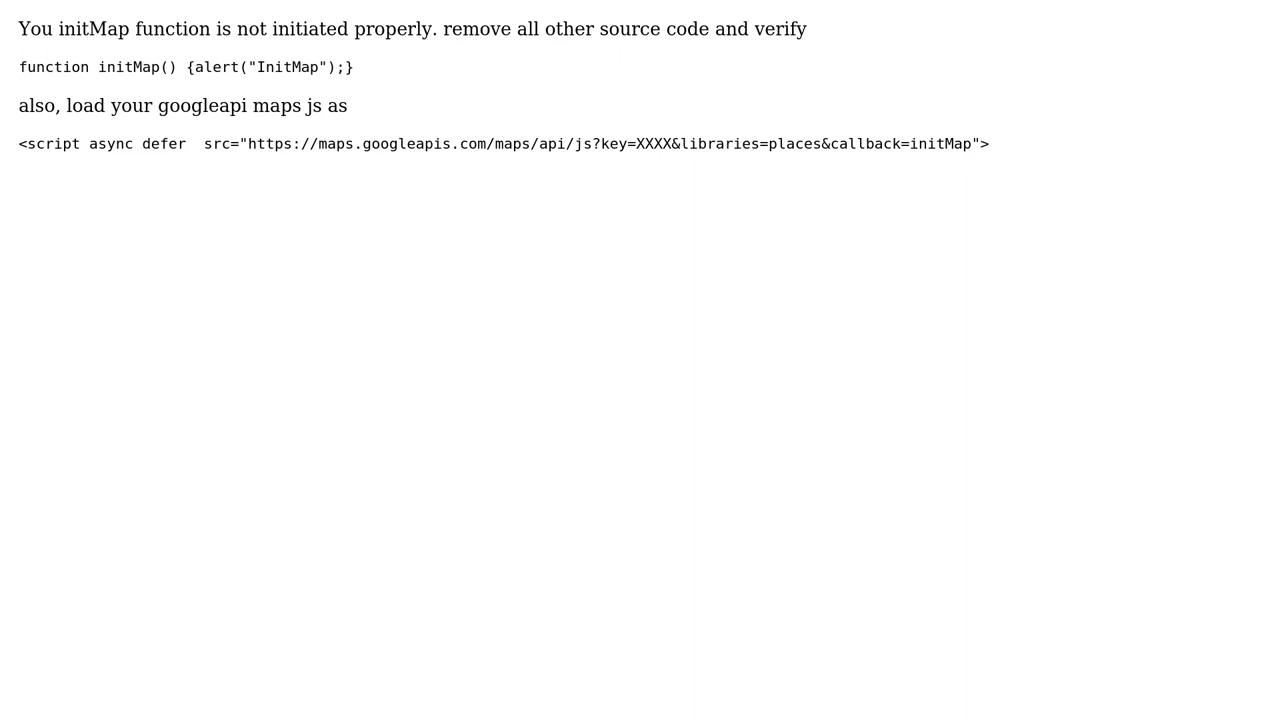 You initMap function is not initiated properly. remove all other source code and verify
function initMap() {alert("InitMap");}
also, load your googleapi maps js as
<script async defer  src="https://maps.googleapis.com/maps/api/js?key=XXXX&libraries=places&callback=initMap">